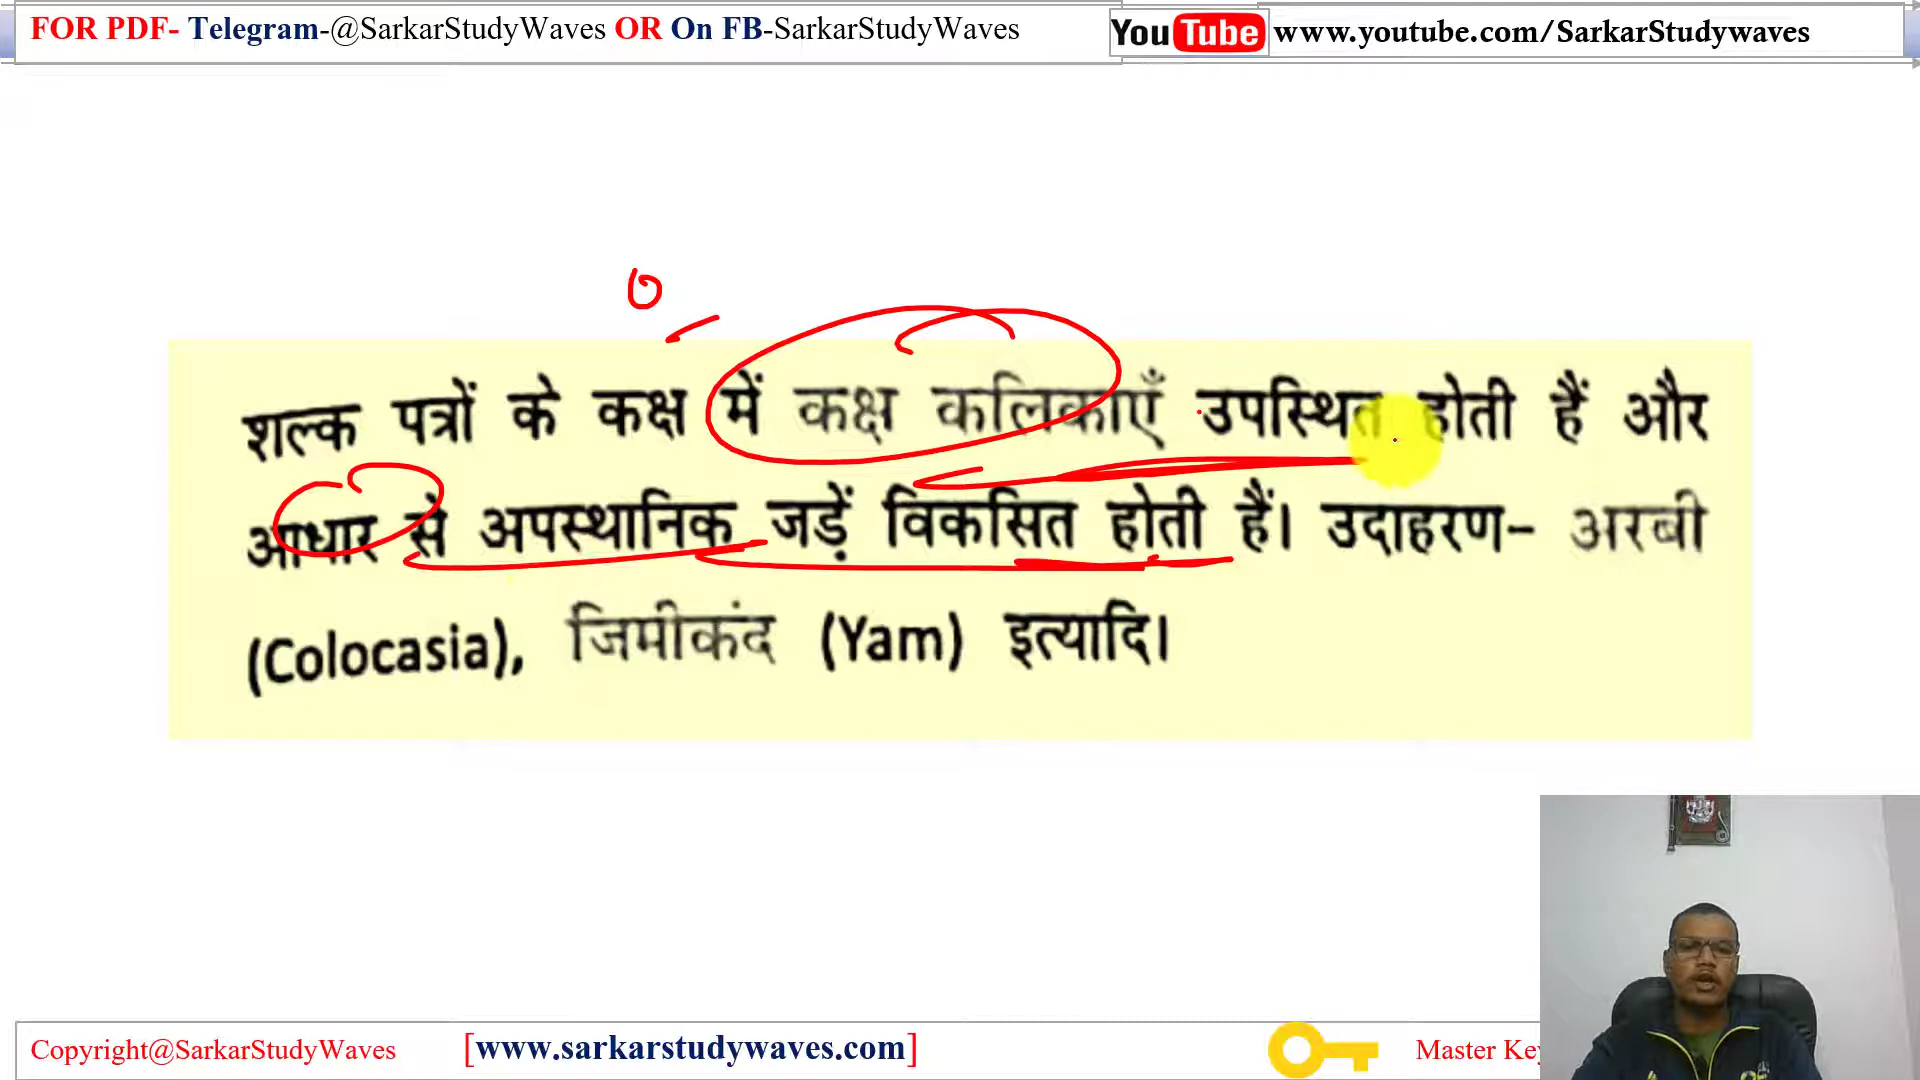 FOR PDF- Telegram-@SarkarStudyWaves OR On FB-SarkarStudyWaves
YouTube www.youtube.com/SarkarStudywaves
शल्क पत्रों के कक्ष में कक्ष कलिकाएँ उपस्थित होती हैं और
आधार से अपस्थानिक जड़ें विकसित होती हैं। उदाहरण– अरबी
(Colocasia), जिमीकंद (Yam) इत्यादि।
Copyright@SarkarStudyWaves [www.sarkarstudywaves.com] Master Key